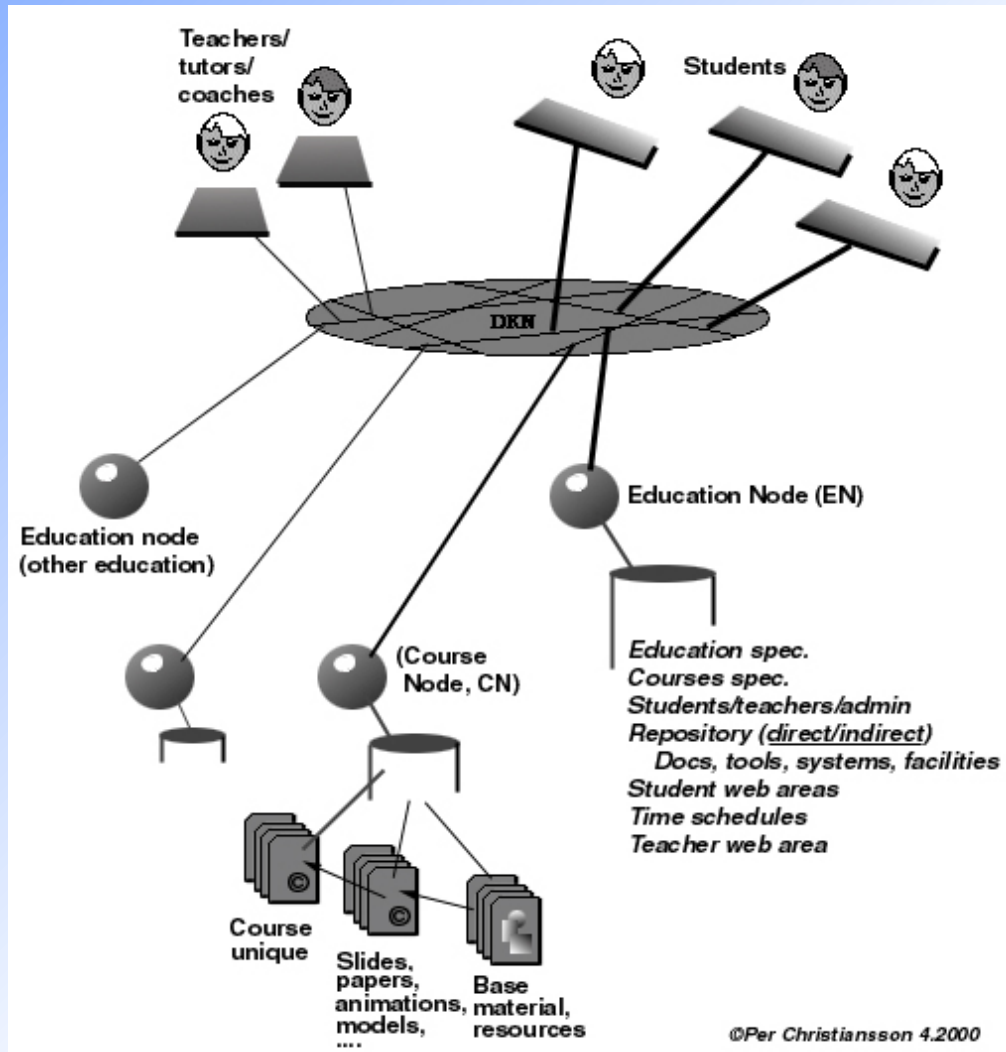 Teachers/
tutors/
coaches
Students
DKN
Education node
(other education)
Education Node (EN)
(Course
Node, CN)
Education spec.
Courses spec.
Students/teachers/admin
Repository (direct/indirect)
Docs, tools, systems, facilities
Student web areas
Time schedules
Teacher web area
©
©
Course
unique
Slides,
papers,
animations,
models,
....
Base
material,
resources
©Per Christiansson 4.2000